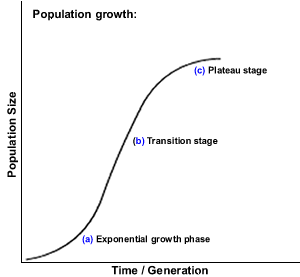 Population growth:
(c) Plateau stage
(b) Transition stage
(a) Exponential growth phase
Population Size
Time / Generation